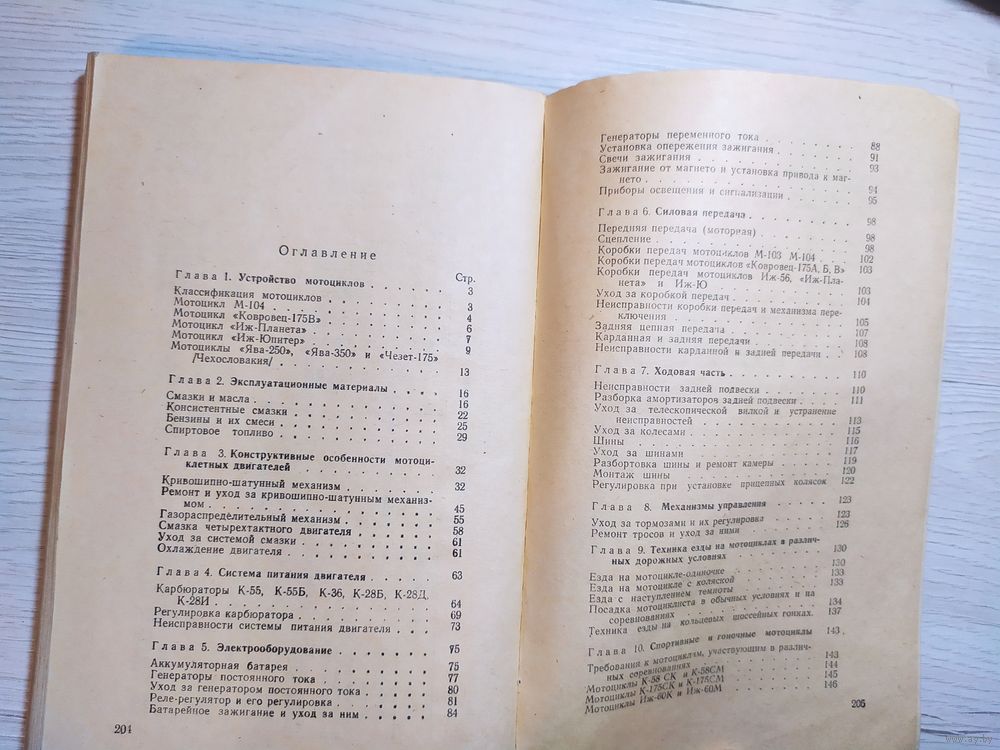 Оглавление
Стр.
Глава 1. Устройство мотоциклов . . . . . . . 3
Классификация мотоциклов . . . . . . . . 3
Мотоцикл М-104 . . . . . . . . . . 4
Мотоцикл «Ковровец-175В» . . . . . . . . 6
Мотоцикл «Иж-Планета» . . . . . . . . 7
Мотоцикл «Иж-Юпитер» . . . . . . . . 9
Мотоциклы «Ява-250», «Ява-350» и «Чезет-175»
/Чехословакия/ . . . . . . . . . . 13
Глава 2. Эксплуатационные материалы . . . . . 16
Смазки и масла . . . . . . . . . . 16
Консистентные смазки . . . . . . . . . 22
Бензины и их смеси . . . . . . . . . 25
Спиртовое топливо . . . . . . . . . 29
Глава 3. Конструктивные особенности мотоци-
клетных двигателей . . . . . . . . 32
Кривошипно-шатунный механизм . . . . . . . 32
Ремонт и уход за кривошипно-шатунным механиз-
мом . . . . . . . . . . . . 45
Газораспределительный механизм . . . . . . . 55
Смазка четырехтактного двигателя . . . . . . 58
Уход за системой смазки . . . . . . . . 61
Охлаждение двигателя . . . . . . . . . 61
Глава 4. Система питания двигателя . . . . . 63
Карбюраторы К-55, К-55Б, К-36, К-28Б, К-28Д,
К-28И . . . . . . . . . . . 64
Регулировка карбюратора . . . . . . . . 69
Неисправности системы питания двигателя . . . 73
Глава 5. Электрооборудование . . . . . . . 75
Аккумуляторная батарея . . . . . . . . 75
Генераторы постоянного тока . . . . . . . 77
Уход за генератором постоянного тока . . . . . 80
Реле-регулятор и его регулировка . . . . . . 81
Батарейное зажигание и уход за ним . . . . . 84
204
Генераторы переменного тока . . . . . . . 88
Установка опережения зажигания . . . . . . 91
Свечи зажигания . . . . . . . . . . 93
Зажигание от магнето и установка привода к маг-
нето . . . . . . . . . . . . 94
Приборы освещения и сигнализации . . . . . . 95
Глава 6. Силовая передача . . . . . . . . 98
Передняя передача (моторная) . . . . . . . 98
Сцепление . . . . . . . . . . . 98
Коробки передач мотоциклов М-103 М-104 . . . 102
Коробки передач мотоциклов «Ковровец-175А, Б, В» 103
Коробки передач мотоциклов Иж-56, «Иж-Пла-
нета» и Иж-Ю . . . . . . . . . 103
Уход за коробкой передач . . . . . . . . 104
Неисправности коробки передач и механизма пере-
ключения . . . . . . . . . . 105
Задняя цепная передача . . . . . . . . 107
Карданная и задняя передачи . . . . . . . 108
Неисправности карданной и задней передачи . . . 108
Глава 7. Ходовая часть . . . . . . . . . 110
Неисправности задней подвески . . . . . . . 110
Разборка амортизаторов задней подвески . . . . 111
Уход за телескопической вилкой и устранение
неисправностей . . . . . . . . . 113
Уход за колесами . . . . . . . . . . 115
Шины . . . . . . . . . . . . 116
Уход за шинами . . . . . . . . . . 117
Разбортовка шины и ремонт камеры . . . . . 119
Монтаж шины . . . . . . . . . . 120
Регулировка при установке прицепных колясок 122
Глава 8. Механизмы управления . . . . . . 123
Уход за тормозами и их регулировка . . . . . 123
Ремонт тросов и уход за ними . . . . . . . 126
Глава 9. Техника езды на мотоциклах в различ-
ных дорожных условиях . . . . . . . 130
Езда на мотоцикле-одиночке . . . . . . . 130
Езда на мотоцикле с коляской . . . . . . . 133
Езда с наступлением темноты . . . . . . . 133
Посадка мотоциклиста в обычных условиях и на
соревнованиях . . . . . . . . . 134
Техника езды на кольцевых шоссейных гонках. 137
Глава 10. Спортивные и гоночные мотоциклы 143
Требования к мотоциклам, участвующим в различ-
ных соревнованиях . . . . . . . . 143
Мотоциклы К-58 СК и К-58СМ . . . . . . . 144
Мотоциклы К-175СК и К-175СМ . . . . . . 145
Мотоциклы Иж-60К и Иж-60М . . . . . . . 146
205
www.ay.by